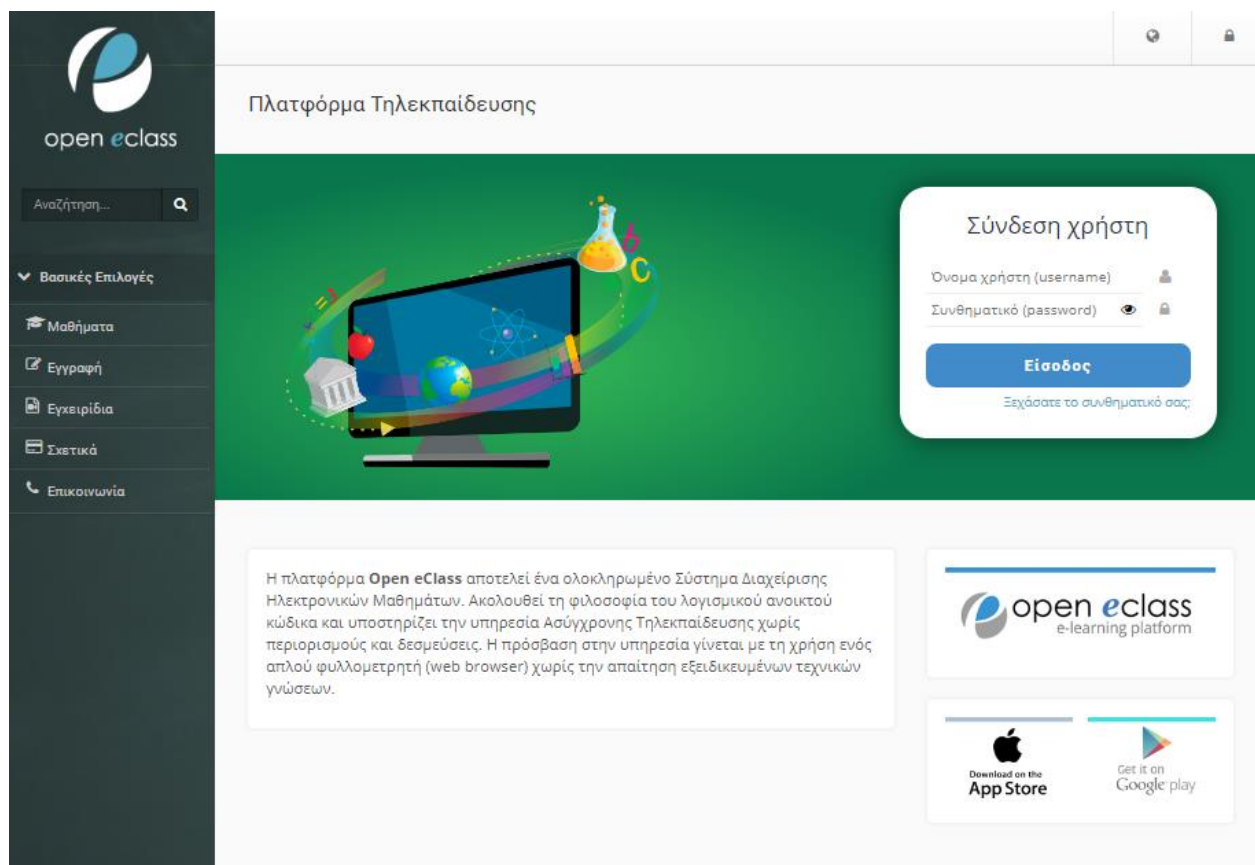 open eclass
Αναζήτηση...
Βασικές Επιλογές
Μαθήματα
Εγγραφή
Εγχειρίδια
Σχετικά
Επικοινωνία
Πλατφόρμα Τηλεκπαίδευσης
b
c
=)
Σύνδεση χρήστη
Όνομα χρήστη (username)
Συνθηματικό (password)
Είσοδος
Ξεχάσατε το συνθηματικό σας;
Η πλατφόρμα Open eClass αποτελεί ένα ολοκληρωμένο Σύστημα Διαχείρισης
Ηλεκτρονικών Μαθημάτων. Ακολουθεί τη φιλοσοφία του λογισμικού ανοικτού
κώδικα και υποστηρίζει την υπηρεσία Ασύγχρονης Τηλεκπαίδευσης χωρίς
περιορισμούς και δεσμεύσεις. Η πρόσβαση στην υπηρεσία γίνεται με τη χρήση ενός
απλού φυλλομετρητή (web browser) χωρίς την απαίτηση εξειδικευμένων τεχνικών
γνώσεων.
open eclass
e-learning platform
Download on the
App Store
Get it on
Google play